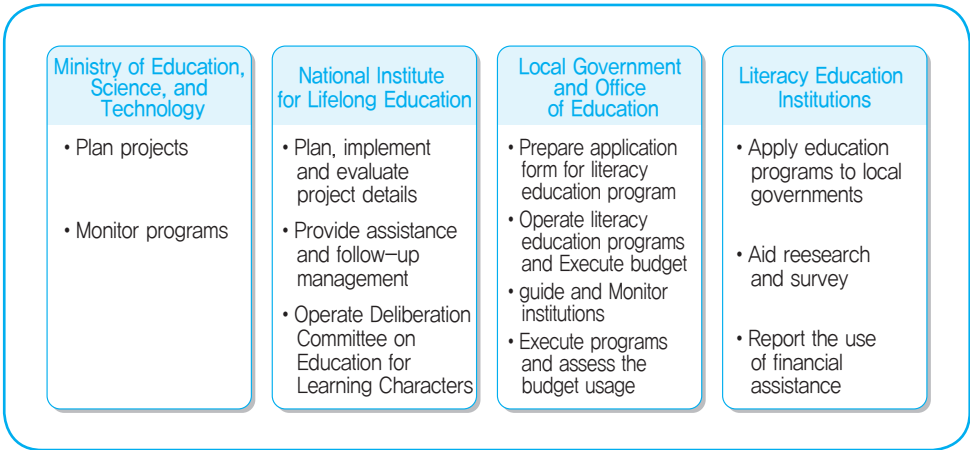 Ministry of Education,
Science, and
Technology
• Plan projects
• Monitor programs
National Institute
for Lifelong Education
• Plan, implement
and evaluate
project details
• Provide assistance
and follow-up
management
• Operate Deliberation
Committee on
Education for
Learning Characters
Local Government
and Office
of Education
• Prepare application
form for literacy
education program
• Operate literacy
education programs
and Execute budget
• guide and Monitor
institutions
• Execute programs
and assess the
budget usage
Literacy Education
Institutions
• Apply education
programs to local
governments
• Aid reesearch
and survey
• Report the use
of financial
assistance